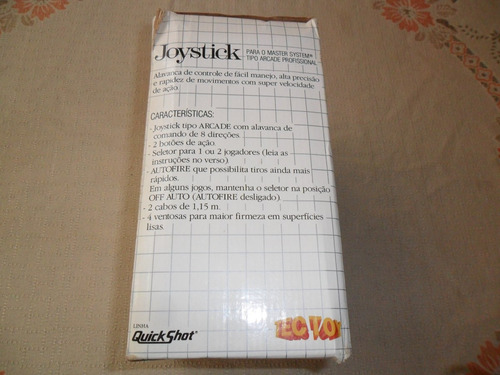 Joystick PARA O MASTER SYSTEM®
TIPO ARCADE PROFISSIONAL
Alavanca de controle de fácil manejo, alta precisão
e rapidez de movimentos com super velocidade
de ação.
CARACTERÍSTICAS:
- Joystick tipo ARCADE com alavanca de
comando de 8 direções.
- 2 botões de ação.
- Seletor para 1 ou 2 jogadores (leia as
instruções no verso).
- AUTOFIRE que possibilita tiros ainda mais
rápidos.
Em alguns jogos, mantenha o seletor na posição
OFF AUTO (AUTOFIRE desligado).
- 2 cabos de 1,15 m.
- 4 ventosas para maior firmeza em superfícies
lisas.
LINHA
QuickShot®
TEC TOY